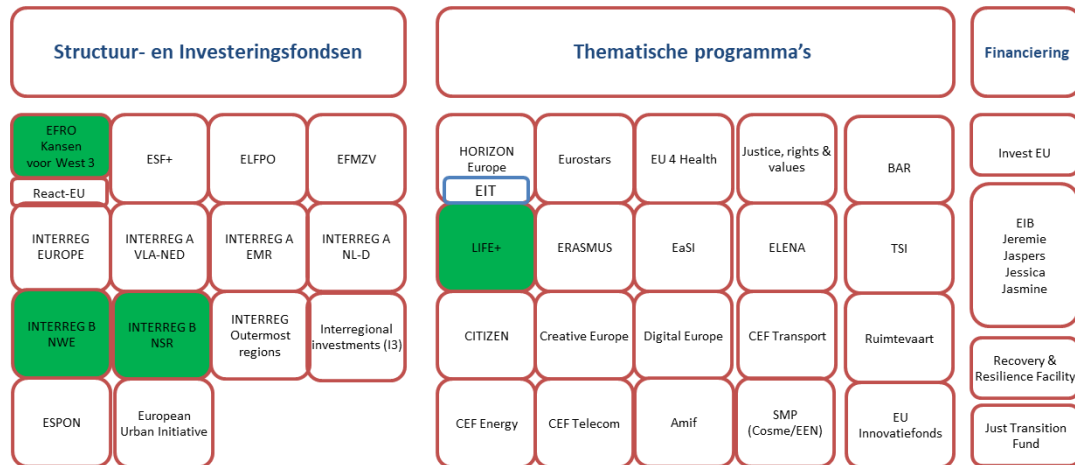 Structuur- en Investeringsfondsen
Thematische programma's
Financiering
EFRO
Kansen
voor West 3
React-EU
ESF+
ELFPO
EFMZV
INTERREG
EUROPE
INTERREG A
VLA-NED
INTERREG A
EMR
INTERREG A
NL-D
INTERREG B
NWE
INTERREG B
NSR
INTERREG
Outermost
regions
Interregional
investments (I3)
ESPON
European
Urban Initiative
HORIZON
Europe
EIT
Eurostars
EU 4 Health
Justice, rights &
values
BAR
LIFE+
ERASMUS
EaSI
ELENA
TSI
CITIZEN
Creative Europe
Digital Europe
CEF Transport
Ruimtevaart
CEF Energy
CEF Telecom
Amif
SMP
(Cosme/EEN)
EU
Innovatiefonds
Invest EU
EIB
Jeremie
Jaspers
Jessica
Jasmine
Recovery &
Resilience Facility
Just Transition
Fund